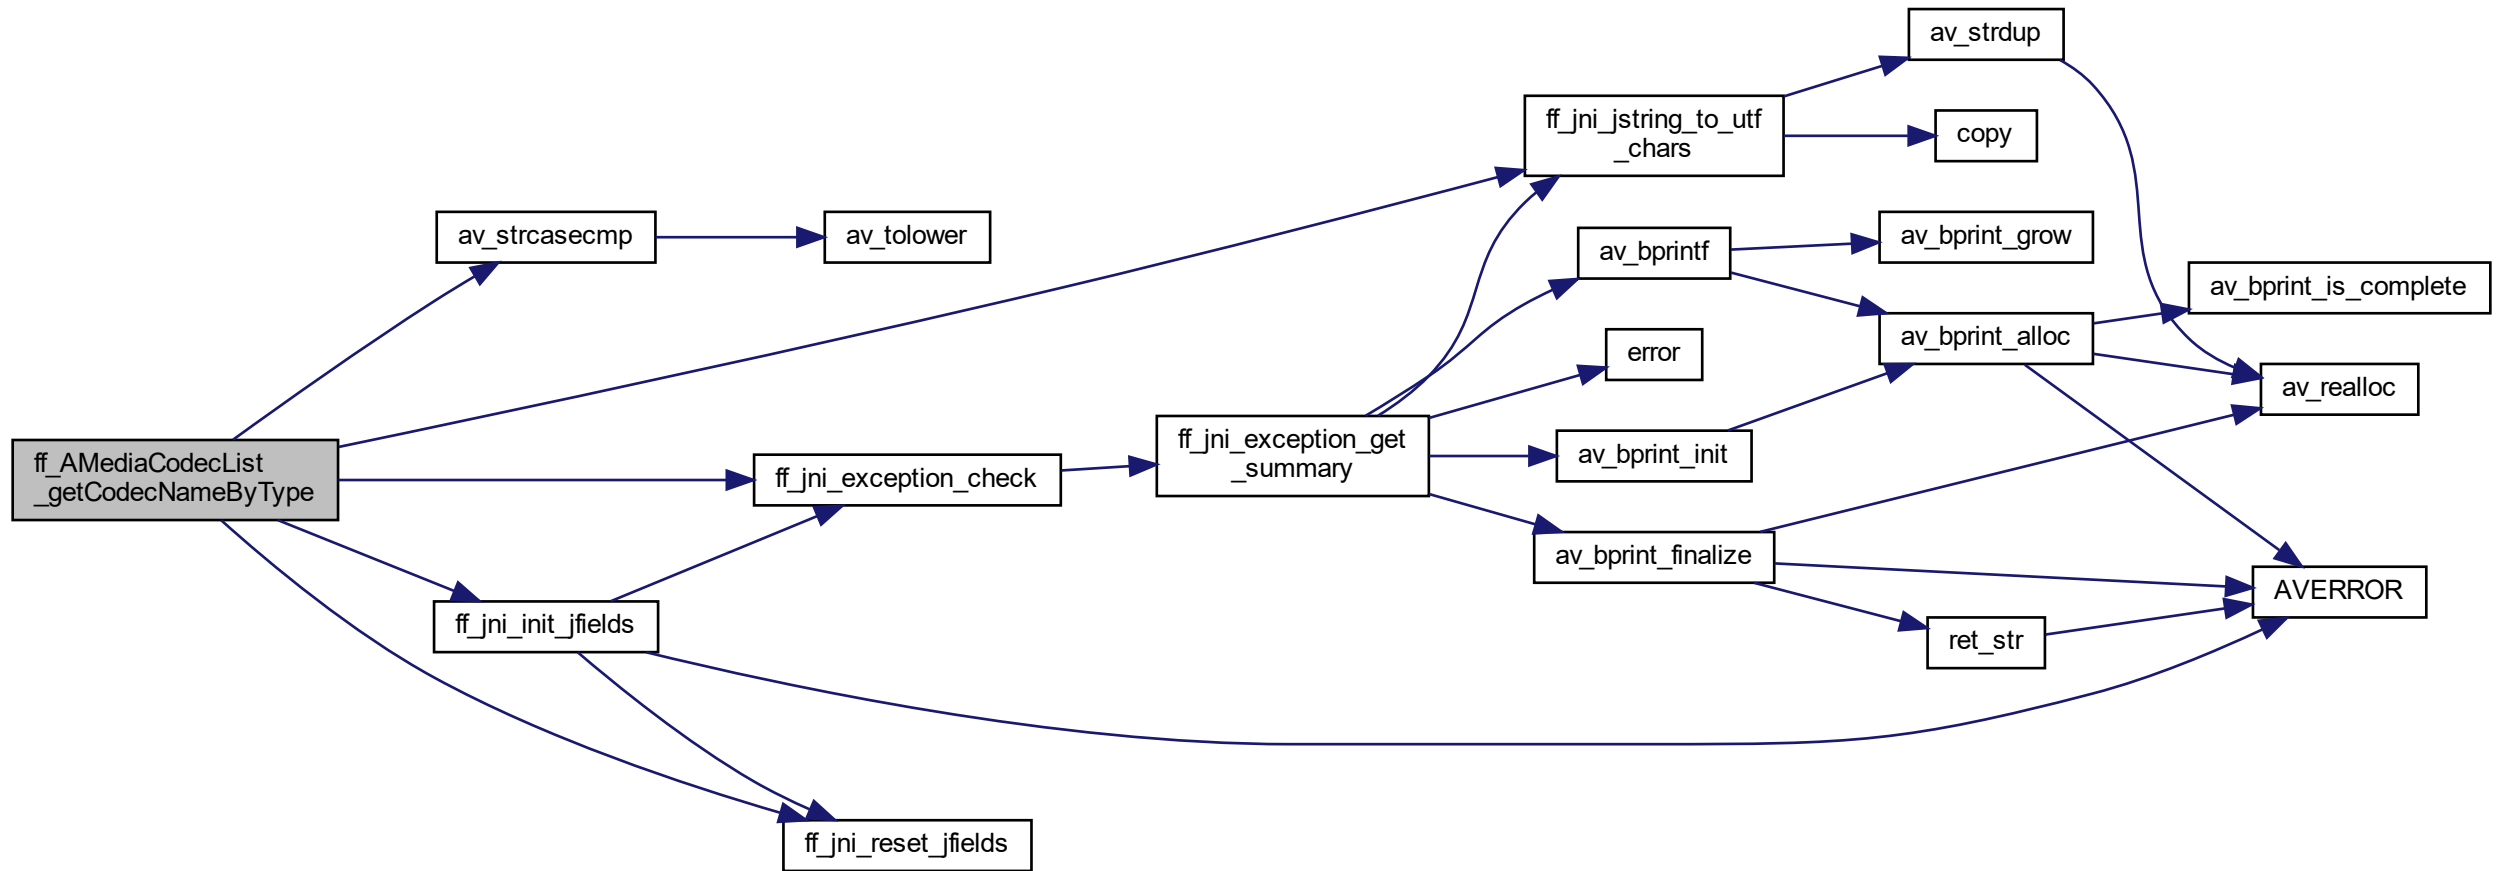 ff_AMediaCodecList
_getCodecNameByType
av_strcasecmp
av_tolower
ff_jni_exception_check
ff_jni_init_jfields
ff_jni_reset_jfields
ff_jni_exception_get
_summary
ff_jni_jstring_to_utf
_chars
av_bprintf
error
av_bprint_init
av_bprint_finalize
av_strdup
copy
av_bprint_grow
av_bprint_alloc
ret_str
av_bprint_is_complete
av_realloc
AVERROR